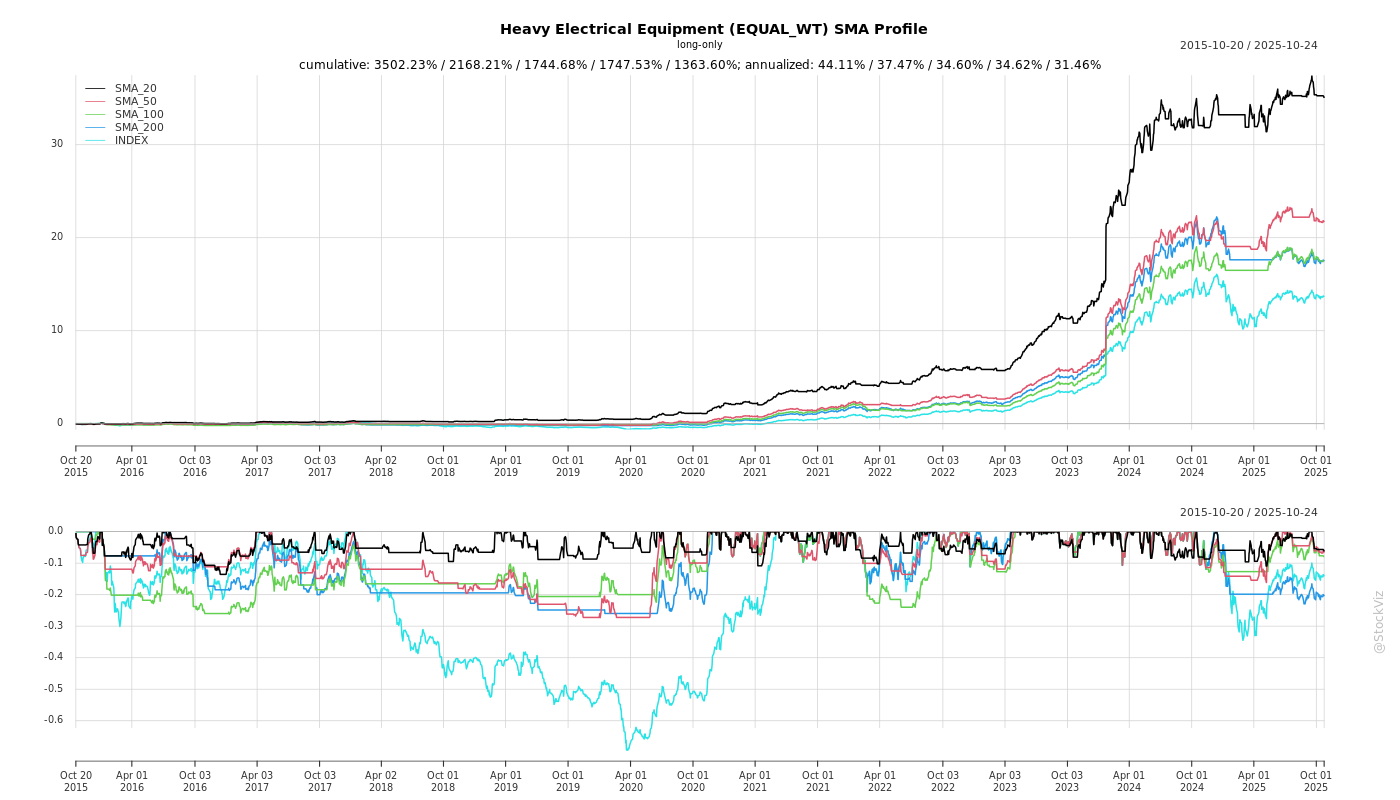 Heavy Electrical Equipment (EQUAL_WT) SMA Profile
long-only
2015-10-20 / 2025-10-24
cumulative: 3502.23% / 2168.21% / 1744.68% / 1747.53% / 1363.60%; annualized: 44.11% / 37.47% / 34.60% / 34.62% / 31.46%
SMA_20
SMA_50
SMA_100
SMA_200
INDEX
30
20
10
0
Oct 20 Apr 01 Oct 03 Apr 03 Oct 03 Apr 02 Oct 01 Apr 01 Oct 01 Apr 01 Oct 01 Apr 01 Oct 01 Apr 01 Oct 03 Apr 03 Oct 03 Apr 01 Oct 01 Apr 01 Oct 01
2015 2016 2016 2017 2017 2018 2018 2019 2019 2020 2020 2021 2021 2022 2022 2023 2023 2024 2024 2025 2025
2015-10-20 / 2025-10-24
0.0
-0.1
-0.2
-0.3
-0.4
-0.5
-0.6
Oct 20 Apr 01 Oct 03 Apr 03 Oct 03 Apr 02 Oct 01 Apr 01 Oct 01 Apr 01 Oct 01 Apr 01 Oct 01 Apr 01 Oct 03 Apr 03 Oct 03 Apr 01 Oct 01 Apr 01 Oct 01
2015 2016 2016 2017 2017 2018 2018 2019 2019 2020 2020 2021 2021 2022 2022 2023 2023 2024 2024 2025 2025
@StockViz